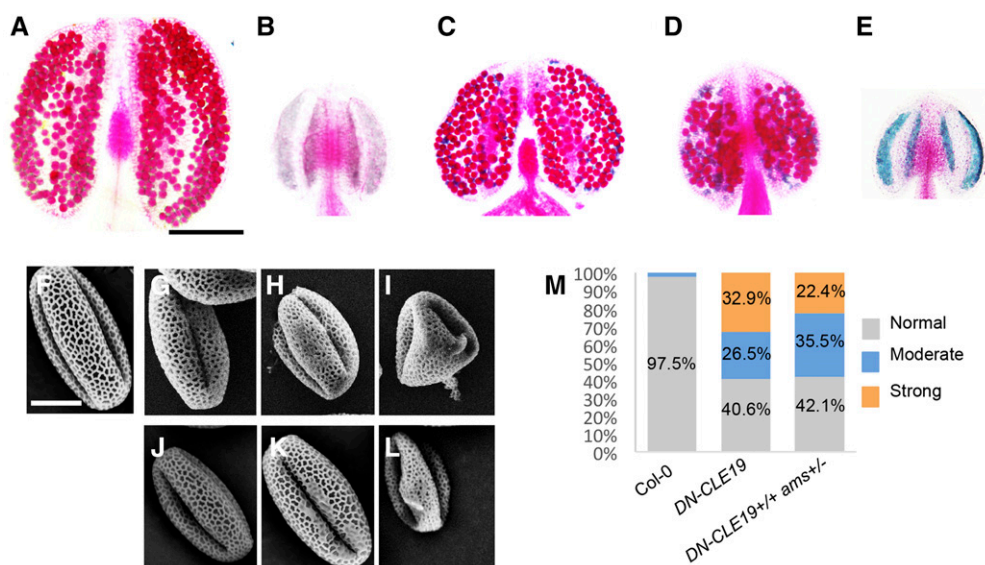 A
B
C
D
E
F
G
H
I
J
K
L
M
100%
90%
80%
70%
60%
50%
40%
30%
20%
10%
0%
97.5%
32.9%
26.5%
40.6%
22.4%
35.5%
42.1%
Col-0
DN-CLE19
DN-CLE19+/+ ams+/-
Normal
Moderate
Strong